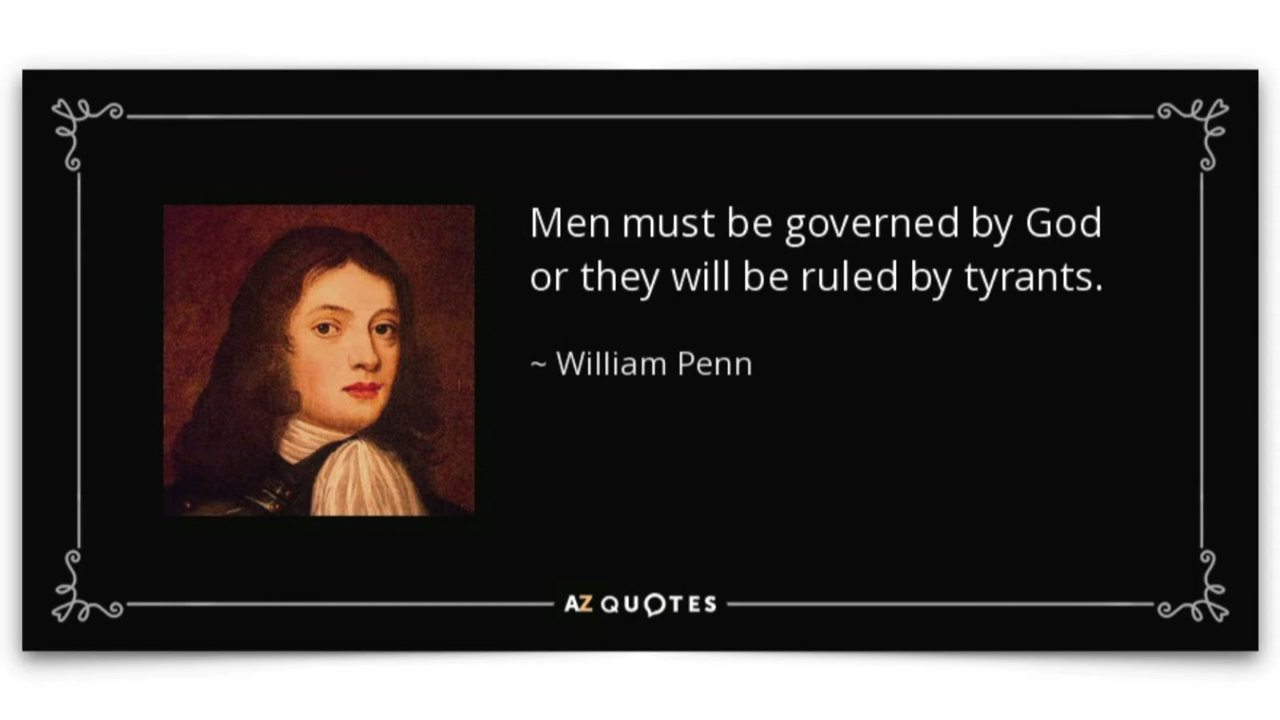 Men must be governed by God
or they will be ruled by tyrants.
~ William Penn
AZ QUOTES